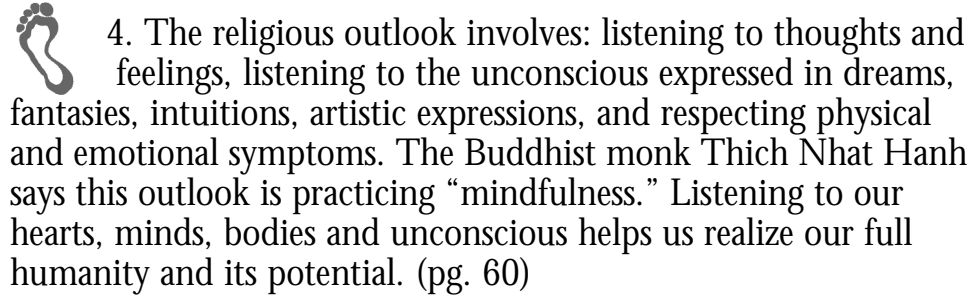 4. The religious outlook involves: listening to thoughts and
feelings, listening to the unconscious expressed in dreams,
fantasies, intuitions, artistic expressions, and respecting physical
and emotional symptoms. The Buddhist monk Thich Nhat Hanh
says this outlook is practicing “mindfulness.” Listening to our
hearts, minds, bodies and unconscious helps us realize our full
humanity and its potential. (pg. 60)